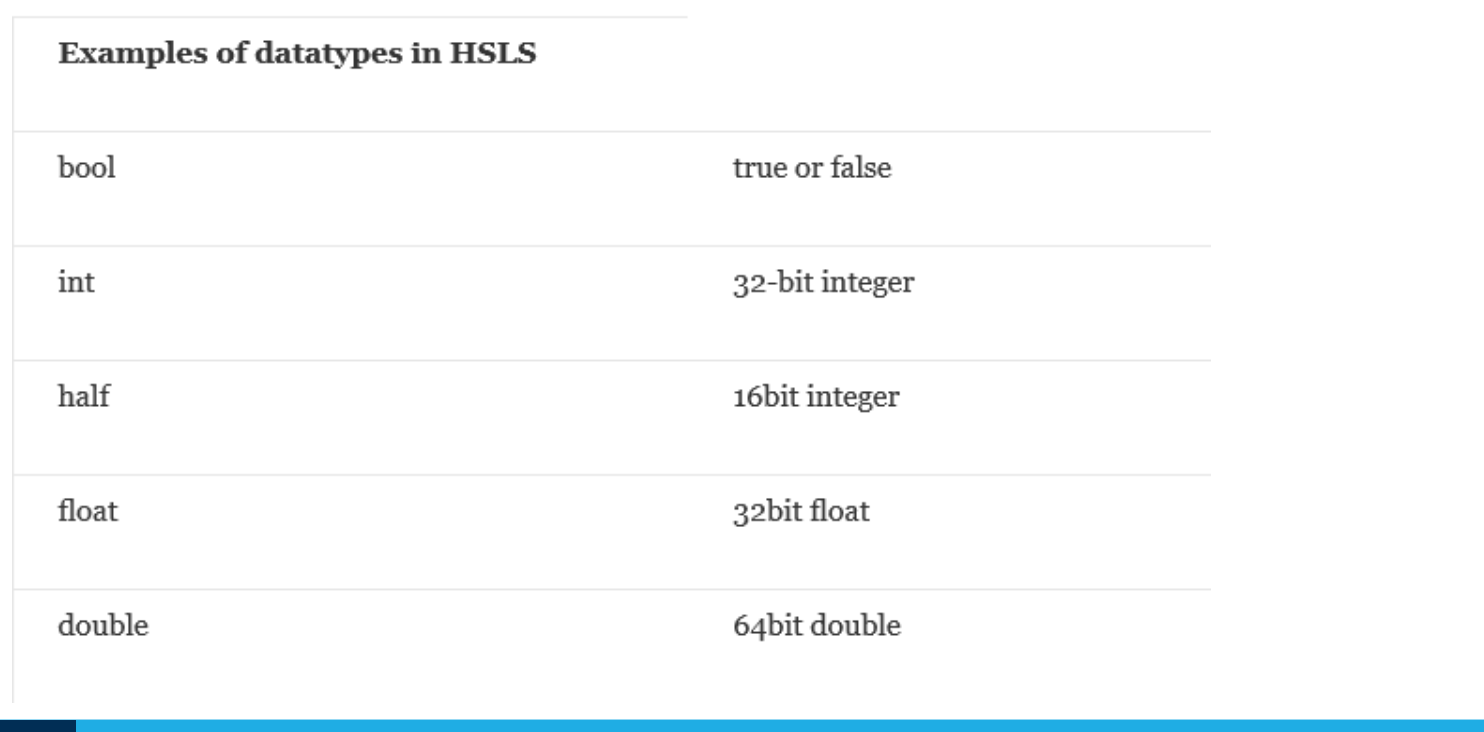 Examples of datatypes in HSLS
bool true or false
int 32-bit integer
half 16bit integer
float 32bit float
double 64bit double